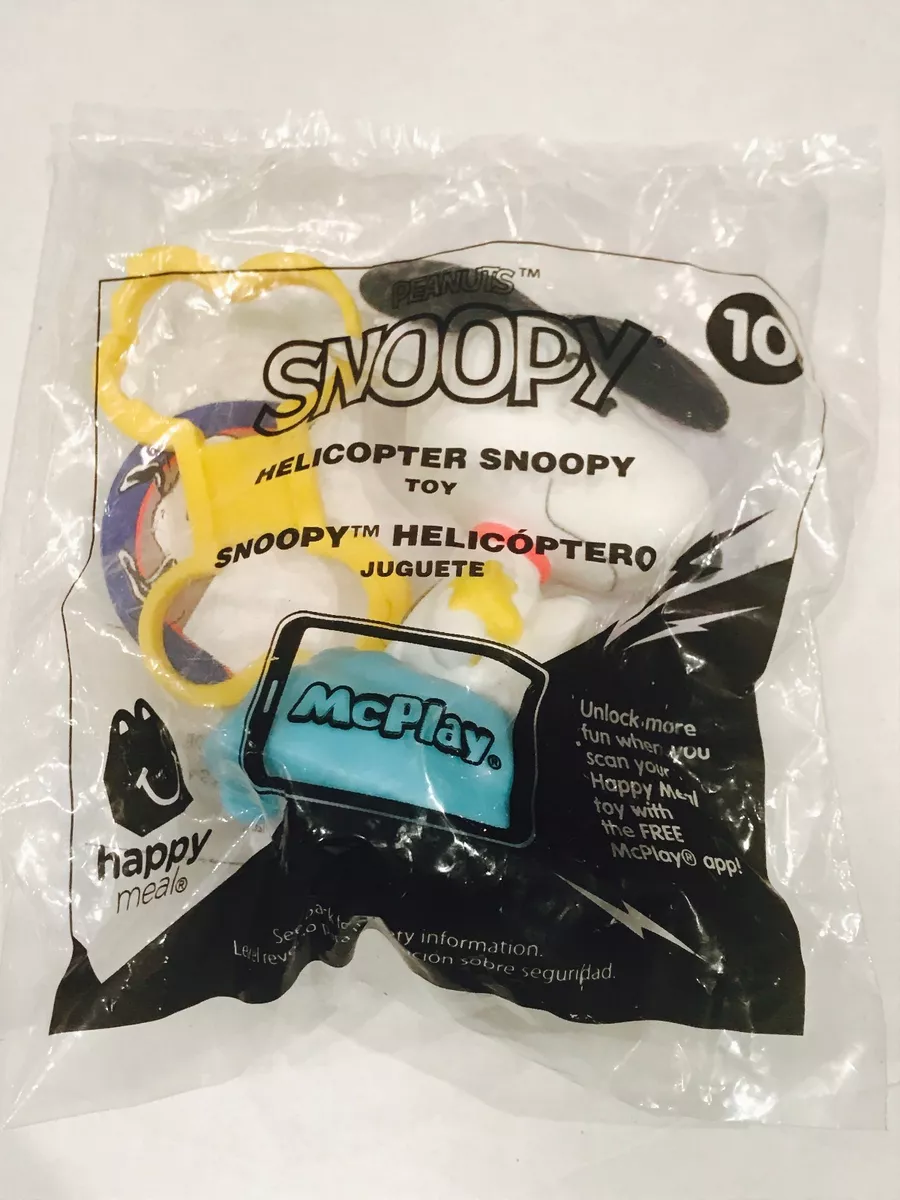 PEANUTS™
SNOOPY
10
HELICOPTER SNOOPY
TOY
SNOOPY™ HELICÓPTERO
JUGUETE
McPlay®
Unlock more
fun when you
scan your
Happy Meal
toy with
the FREE
McPlay® app!
happy
meal®
information.
sobre seguridad.